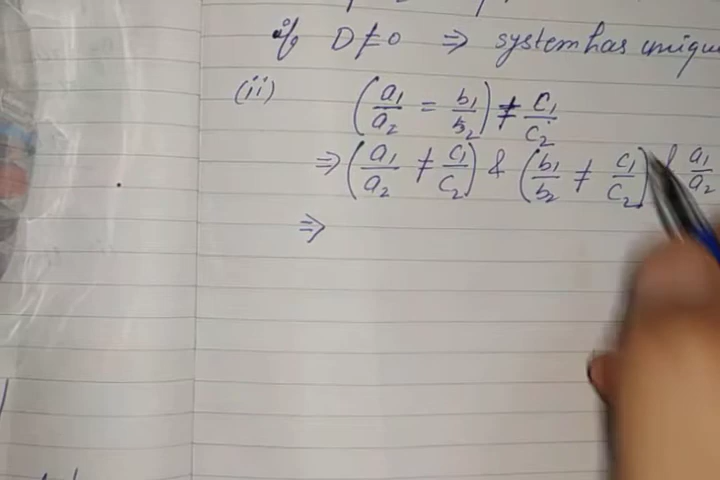 if D≠0 ⇒ system has uniqu
(ii) (a₁/a₂ = b₁/b₂) ≠ c₁/c₂
⇒ (a₁/a₂ ≠ c₁/c₂) & (b₁/b₂ ≠ c₁/c₂) & a₁/a₂
⇒